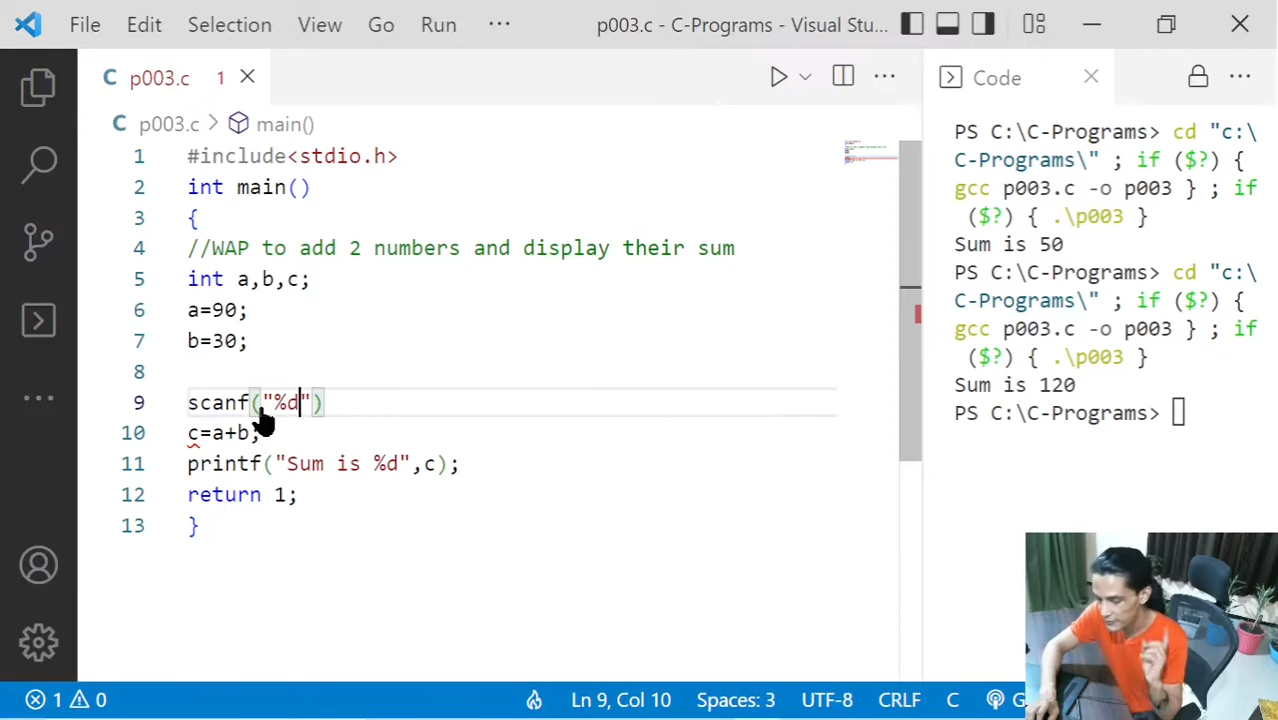 File Edit Selection View Go Run ··· p003.c - C-Programs - Visual Stu...
C p003.c 1
Code
C p003.c > main()
1 #include<stdio.h>
2 int main()
3 {
4 //WAP to add 2 numbers and display their sum
5 int a,b,c;
6 a=90;
7 b=30;
8
9 scanf("%d")
10 c=a+b;
11 printf("Sum is %d",c);
12 return 1;
13 }
PS C:\C-Programs> cd "c:\
C-Programs\" ; if ($?) {
gcc p003.c -o p003 } ; if
($?) { .\p003 }
Sum is 50
PS C:\C-Programs> cd "c:\
C-Programs\" ; if ($?) {
gcc p003.c -o p003 } ; if
($?) { .\p003 }
Sum is 120
PS C:\C-Programs>
1 0 Ln 9, Col 10 Spaces: 3 UTF-8 CRLF C G